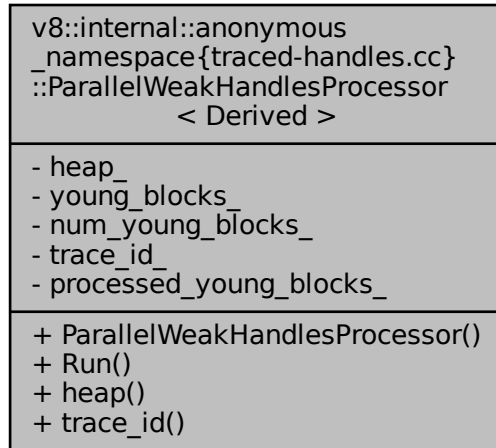 v8::internal::anonymous
_namespace{traced-handles.cc}
::ParallelWeakHandlesProcessor
< Derived >
- heap_
- young_blocks_
- num_young_blocks_
- trace_id_
- processed_young_blocks_
+ ParallelWeakHandlesProcessor()
+ Run()
+ heap()
+ trace_id()